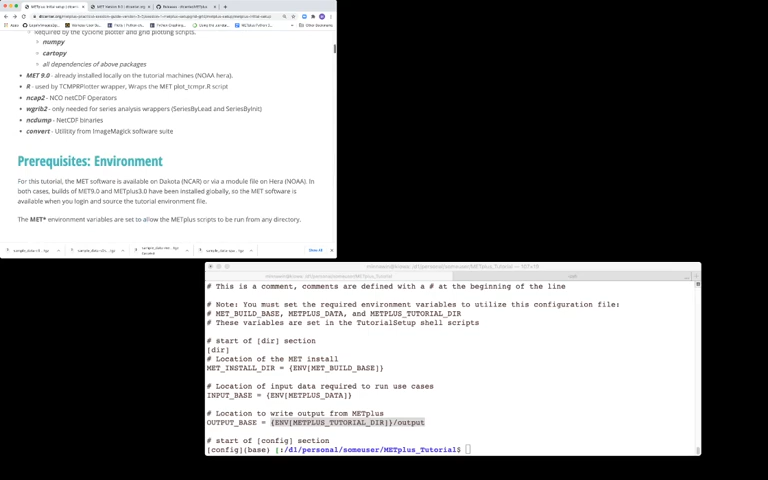 Required by the cyclone plotter and grid plotting scripts.
numpy
cartopy
all dependencies of above packages
MET 9.0 - already installed locally on the tutorial machines (NOAA hera).
R - used by TCMPRPlotter wrapper, Wraps the MET plot_tcmpr.R script
ncap2 - NCO netCDF Operators
wgrib2 - only needed for series analysis wrappers (SeriesByLead and SeriesByInit)
ncdump - NetCDF binaries
convert - Utlitity from ImageMagick software suite
Prerequisites: Environment
For this tutorial, the MET software is available on Dakota (NCAR) or via a module file on Hera (NOAA). In
both cases, builds of MET9.0 and METplus3.0 have been installed globally, so the MET software is
available when you login and source the tutorial environment file.
The MET* environment variables are set to allow the METplus scripts to be run from any directory.
Show All
# This is a comment, comments are defined with a # at the beginning of the line
# Note: You must set the required environment variables to utilize this configuration file:
# MET_BUILD_BASE, METPLUS_DATA, and METPLUS_TUTORIAL_DIR
# These variables are set in the TutorialSetup shell scripts
# start of [dir] section
[dir]
# Location of the MET install
MET_INSTALL_DIR = {ENV[MET_BUILD_BASE]}
# Location of input data required to run use cases
INPUT_BASE = {ENV[METPLUS_DATA]}
# Location to write output from METplus
OUTPUT_BASE = {ENV[METPLUS_TUTORIAL_DIR]}/output
# start of [config] section
[config](base) [:/d1/personal/someuser/METplus_Tutorial$